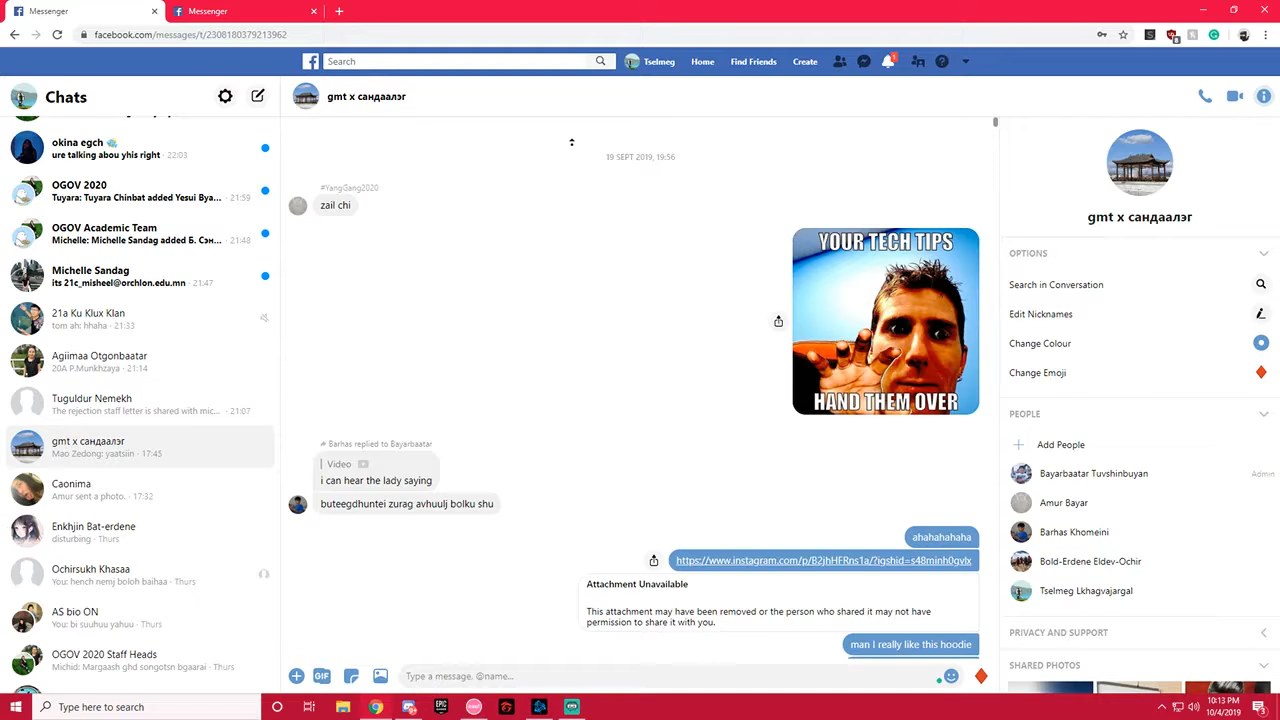 Messenger
Messenger
facebook.com/messages/t/2308180379213962
Search
Tselmeg
Home
Find Friends
Create
Chats
okina egch
ure talking abou yhis right · 22:03
OGOV 2020
Tuyara: Tuyara Chinbat added Yesui Bya... · 21:59
OGOV Academic Team
Michelle: Michelle Sandag added Б. Сэн... · 21:48
Michelle Sandag
its 21c_misheel@orchlon.edu.mn · 21:47
21a Ku Klux Klan
tom ah: hhaha · 21:33
Agiimaa Otgonbaatar
20A P.Munkhzaya · 21:14
Tuguldur Nemekh
The rejection staff letter is shared with mic... · 21:07
gmt x сандаалэг
Mao Zedong: yaatsiin · 17:45
Caonima
Amur sent a photo. · 17:32
Enkhjin Bat-erdene
disturbing · Thurs
Ochirsukh Khasaa
You: hench nemj boloh baihaa · Thurs
AS bio ON
You: bi suuhuu yahuu · Thurs
OGOV 2020 Staff Heads
Michid: Margaash ghd songotsn bgaarai · Thurs
gmt x сандаалэг
19 SEPT 2019, 19:56
#YangGang2020
zail chi
YOUR TECH TIPS
HAND THEM OVER
Barhas replied to Bayarbaatar
Video
i can hear the lady saying
buteegdhuntei zurag avhuulj bolku shu
ahahahahaha
https://www.instagram.com/p/B2jhHFRns1a/?igshid=s48minh0gvlx
Attachment Unavailable
This attachment may have been removed or the person who shared it may not have
permission to share it with you.
man I really like this hoodie
GIF
Type a message, @name...
gmt x сандаалэг
OPTIONS
Search in Conversation
Edit Nicknames
Change Colour
Change Emoji
PEOPLE
Add People
Bayarbaatar Tuvshinbuyan
Admin
Amur Bayar
Barhas Khomeini
Bold-Erdene Eldev-Ochir
Tselmeg Lkhagvajargal
PRIVACY AND SUPPORT
SHARED PHOTOS
Type here to search
EPIC
10:13 PM
10/4/2019